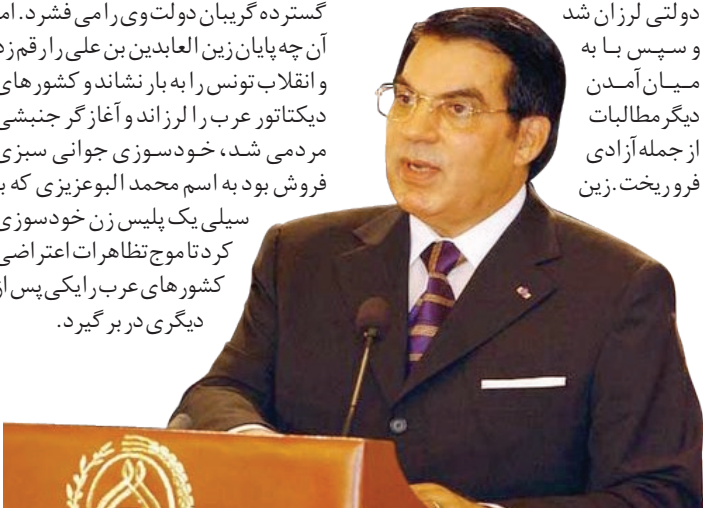 دولتی لرزان شد
و سپس با به
میان آمدن
دیگر مطالبات
از جمله آزادی
فروریخت. زین
گسترده گریبان دولت وی را می فشرد. اما
آن چه پایان زین العابدین بن علی را رقم زد
و انقلاب تونس را به بار نشاند و کشورهای
دیکتاتور عرب را لرزاند و آغازگر جنبشی
مردمی شد، خودسوزی جوانی سبزی
فروش بود به اسم محمد البوعزیزی که با
سیلی یک پلیس زن خودسوزی
کرد تا موج تظاهرات اعتراضی
کشورهای عرب را یکی پس از
دیگری در بر گیرد.